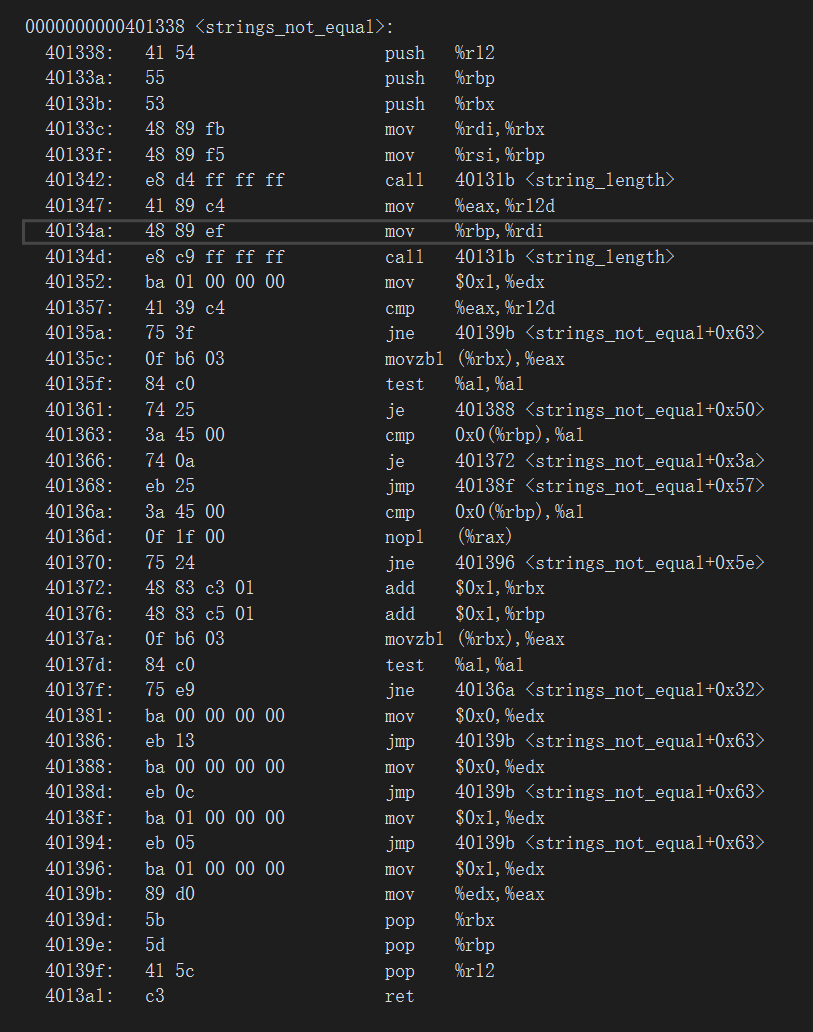 0000000000401338 <strings_not_equal>:
401338: 41 54 push %r12
40133a: 55 push %rbp
40133b: 53 push %rbx
40133c: 48 89 fb mov %rdi,%rbx
40133f: 48 89 f5 mov %rsi,%rbp
401342: e8 d4 ff ff ff call 40131b <string_length>
401347: 41 89 c4 mov %eax,%r12d
40134a: 48 89 ef mov %rbp,%rdi
40134d: e8 c9 ff ff ff call 40131b <string_length>
401352: ba 01 00 00 00 mov $0x1,%edx
401357: 41 39 c4 cmp %eax,%r12d
40135a: 75 3f jne 40139b <strings_not_equal+0x63>
40135c: 0f b6 03 movzbl (%rbx),%eax
40135f: 84 c0 test %al,%al
401361: 74 25 je 401388 <strings_not_equal+0x50>
401363: 3a 45 00 cmp 0x0(%rbp),%al
401366: 74 0a je 401372 <strings_not_equal+0x3a>
401368: eb 25 jmp 40138f <strings_not_equal+0x57>
40136a: 3a 45 00 cmp 0x0(%rbp),%al
40136d: 0f 1f 00 nopl (%rax)
401370: 75 24 jne 401396 <strings_not_equal+0x5e>
401372: 48 83 c3 01 add $0x1,%rbx
401376: 48 83 c5 01 add $0x1,%rbp
40137a: 0f b6 03 movzbl (%rbx),%eax
40137d: 84 c0 test %al,%al
40137f: 75 e9 jne 40136a <strings_not_equal+0x32>
401381: ba 00 00 00 00 mov $0x0,%edx
401386: eb 13 jmp 40139b <strings_not_equal+0x63>
401388: ba 00 00 00 00 mov $0x0,%edx
40138d: eb 0c jmp 40139b <strings_not_equal+0x63>
40138f: ba 01 00 00 00 mov $0x1,%edx
401394: eb 05 jmp 40139b <strings_not_equal+0x63>
401396: ba 01 00 00 00 mov $0x1,%edx
40139b: 89 d0 mov %edx,%eax
40139d: 5b pop %rbx
40139e: 5d pop %rbp
40139f: 41 5c pop %r12
4013a1: c3 ret